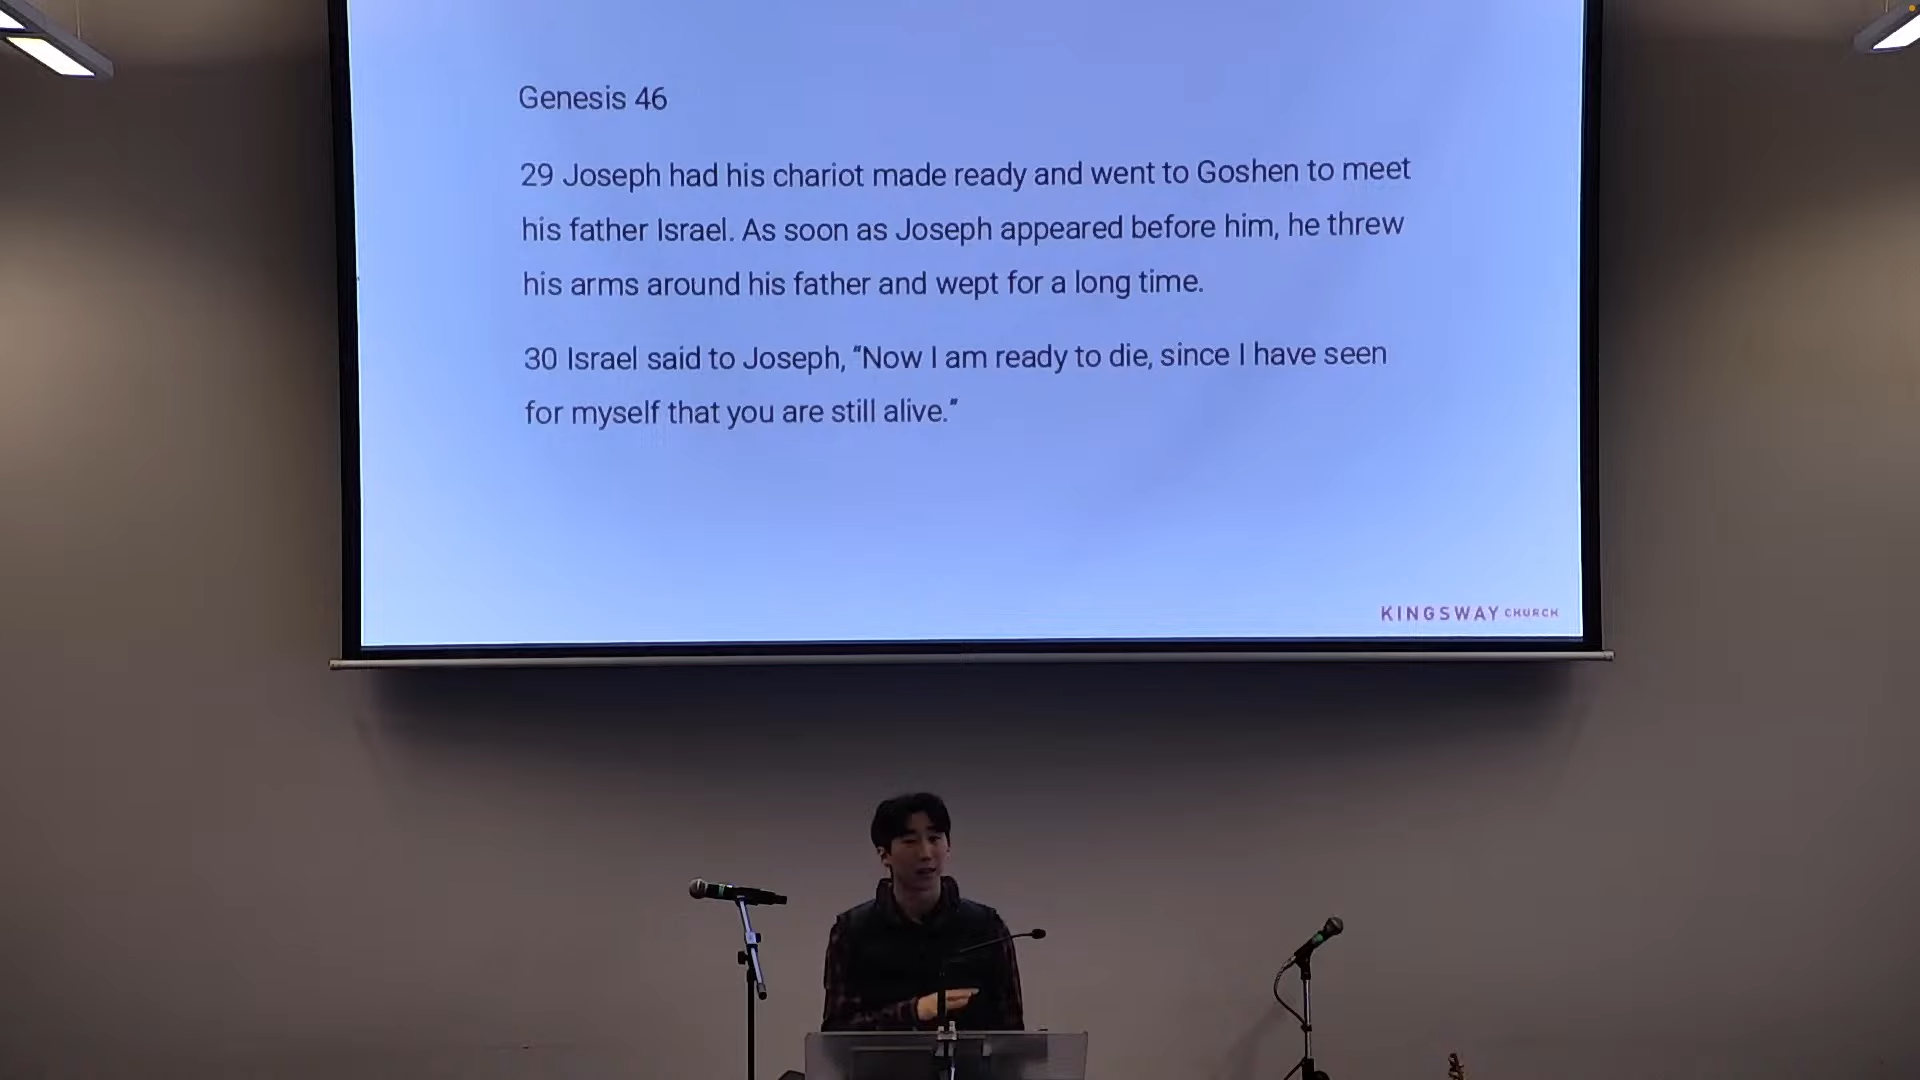 Genesis 46
29 Joseph had his chariot made ready and went to Goshen to meet
his father Israel. As soon as Joseph appeared before him, he threw
his arms around his father and wept for a long time.
30 Israel said to Joseph, “Now I am ready to die, since I have seen
for myself that you are still alive.”
KINGSWAY CHURCH